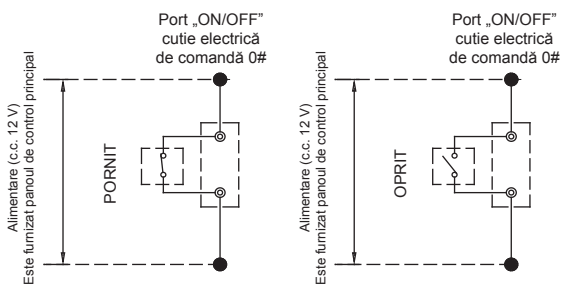 Port „ON/OFF”
cutie electrică
de comandă 0#
Alimentare (c.c. 12 V)
Este furnizat panoul de control principal
PORNIT
Port „ON/OFF”
cutie electrică
de comandă 0#
Alimentare (c.c. 12 V)
Este furnizat panoul de control principal
OPRIT